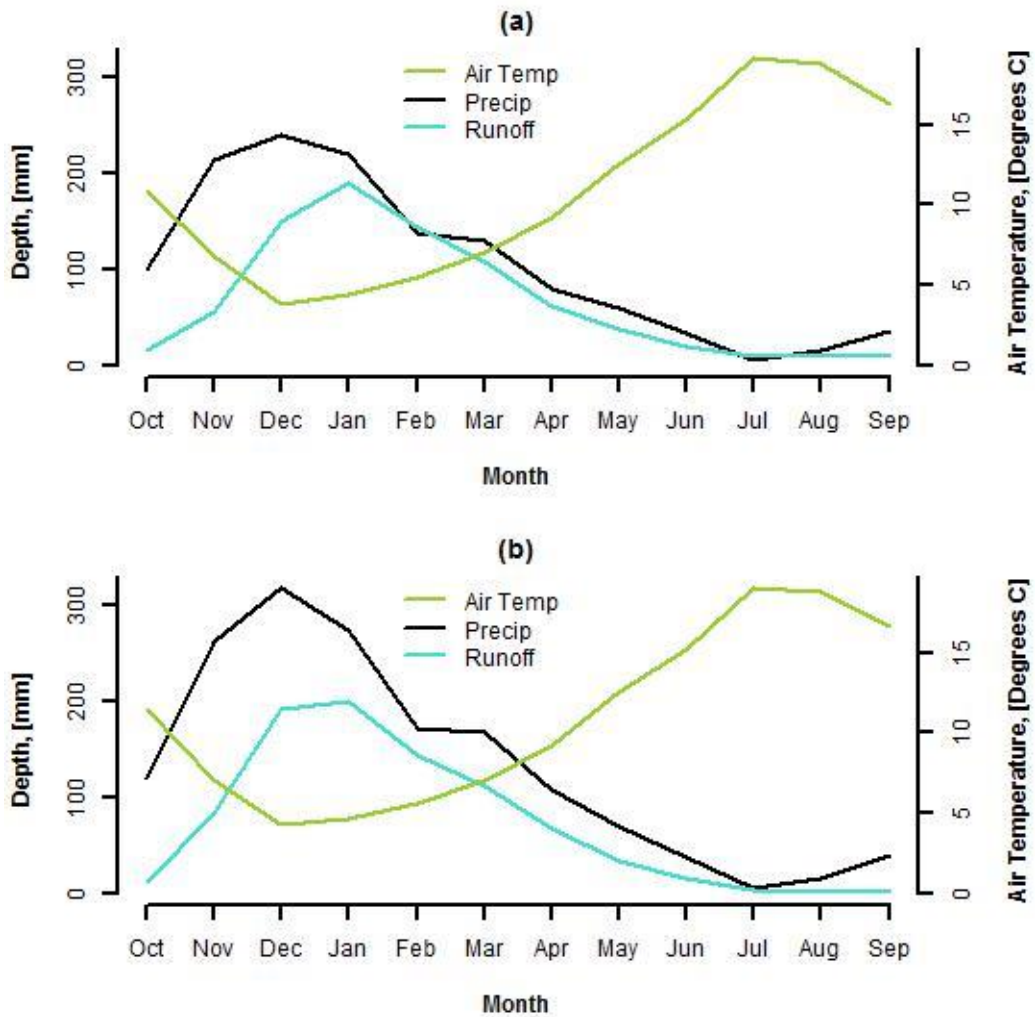 (a)
300
200
100
0
Depth, [mm]
Air Temp
Precip
Runoff
15
10
5
0
Air Temperature, [Degrees C]
Oct Nov Dec Jan Feb Mar Apr May Jun Jul Aug Sep
Month
(b)
300
200
100
0
Depth, [mm]
Air Temp
Precip
Runoff
15
10
5
0
Air Temperature, [Degrees C]
Oct Nov Dec Jan Feb Mar Apr May Jun Jul Aug Sep
Month